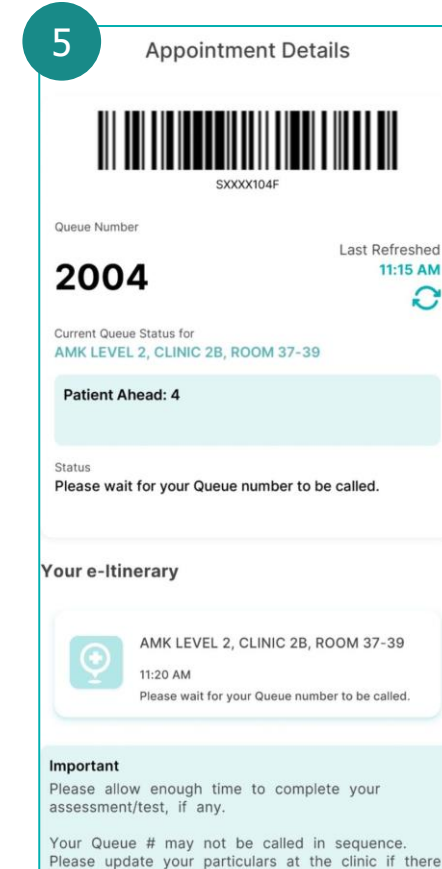 5
Appointment Details
SXXXX104F
Queue Number
2004
Last Refreshed
11:15 AM
Current Queue Status for
AMK LEVEL 2, CLINIC 2B, ROOM 37-39
Patient Ahead: 4
Status
Please wait for your Queue number to be called.
Your e-Itinerary
AMK LEVEL 2, CLINIC 2B, ROOM 37-39
11:20 AM
Please wait for your Queue number to be called.
Important
Please allow enough time to complete your
assessment/test, if any.
Your Queue # may not be called in sequence.
Please update your particulars at the clinic if there